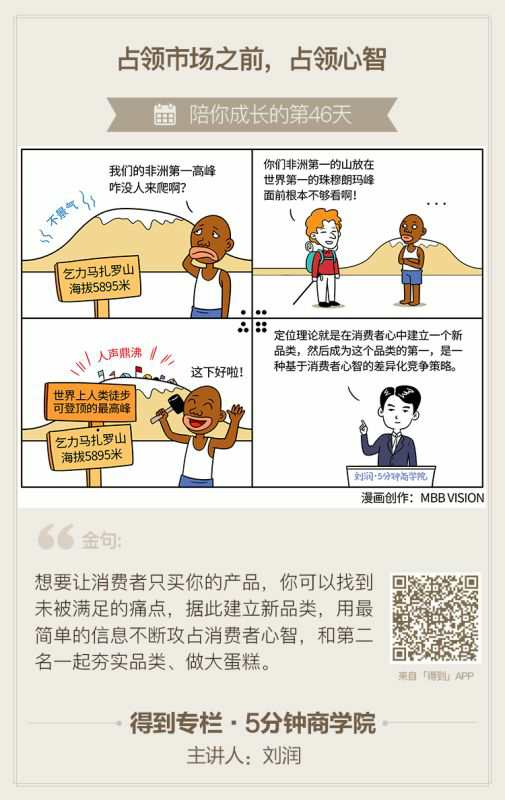 占领市场之前，占领心智
陪你成长的第46天
我们的非洲第一高峰
咋没人来爬啊？
不景气
乞力马扎罗山
海拔5895米
你们非洲第一的山放在
世界第一的珠穆朗玛峰
面前根本不够看啊！
...
人声鼎沸
这下好啦！
世界上人类徒步
可登顶的最高峰
乞力马扎罗山
海拔5895米
定位理论就是在消费者心中建立一个新
品类，然后成为这个品类的第一，是一
种基于消费者心智的差异化竞争策略。
刘润·5分钟商学院
漫画创作：MBB VISION
金句：
想要让消费者只买你的产品，你可以找到
未被满足的痛点，据此建立新品类，用最
简单的信息不断攻占消费者心智，和第二
名一起夯实品类、做大蛋糕。
来自「得到」APP
得到专栏·5分钟商学院
主讲人：刘润